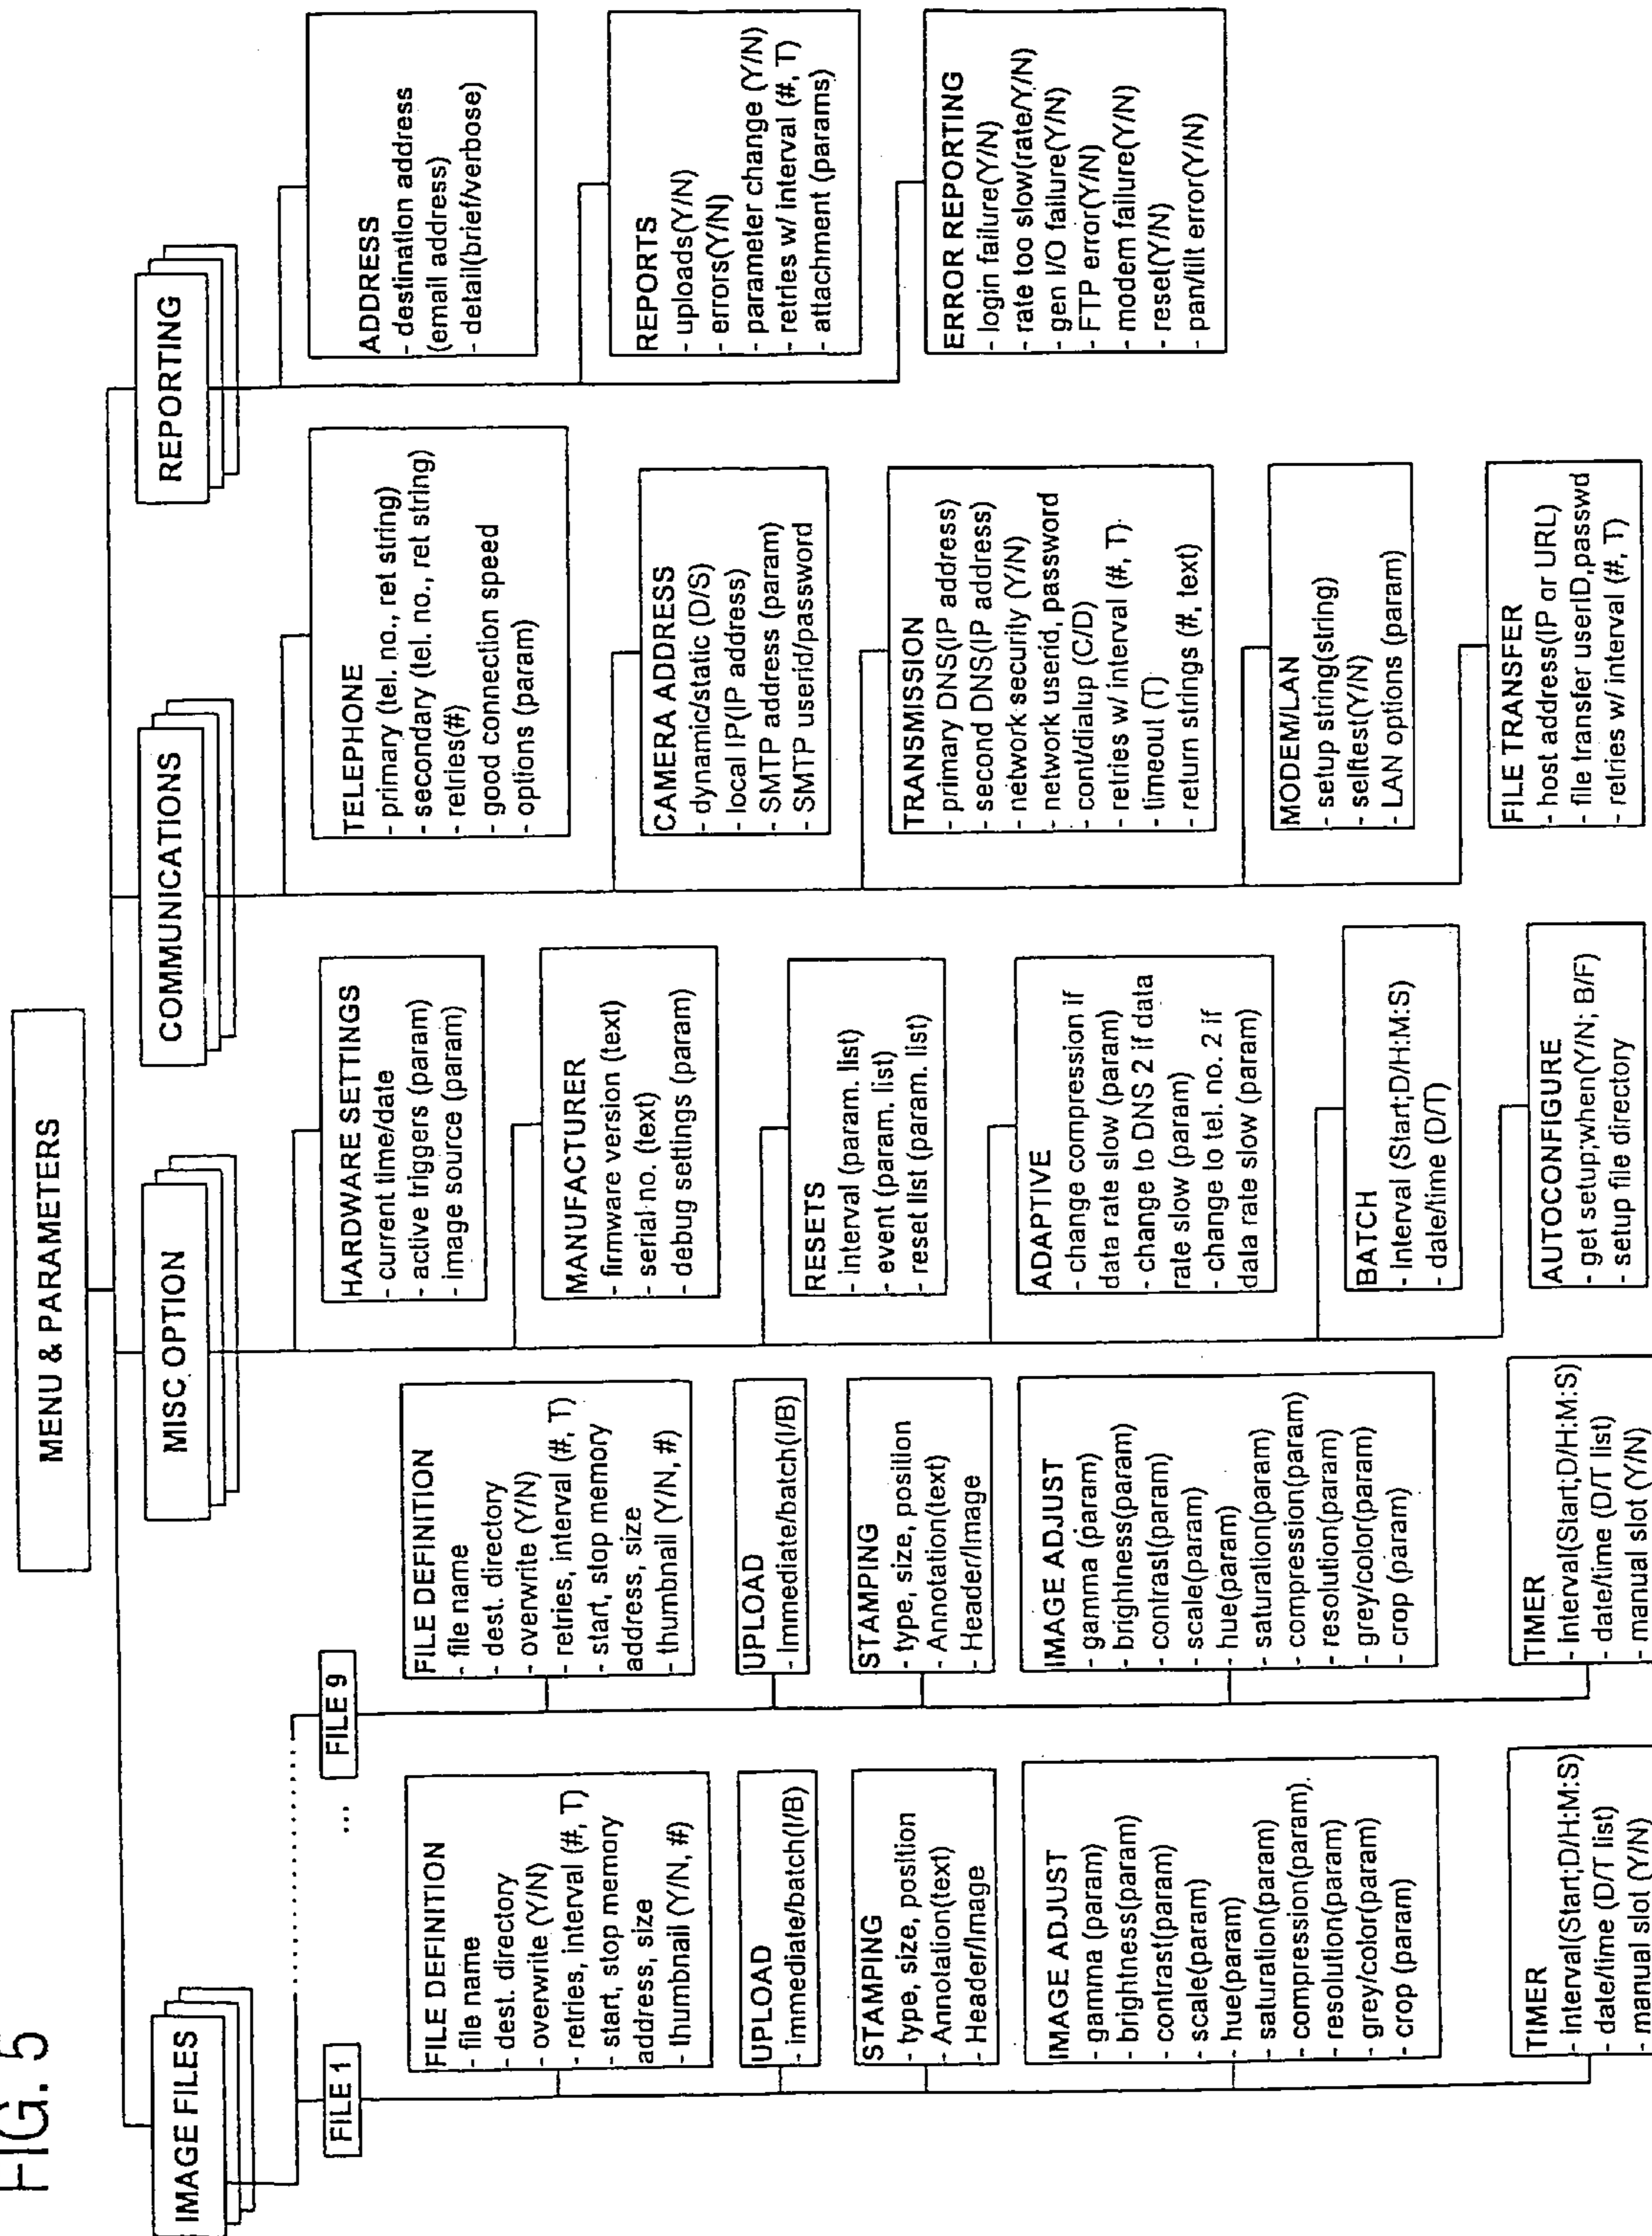 FIG. 5
MENU & PARAMETERS
IMAGE FILES
FILE 1
...
FILE 9
FILE DEFINITION
- file name
- dest. directory
- overwrite (Y/N)
- retries, interval (#, T)
- start, stop memory
address, size
- thumbnail (Y/N, #)
UPLOAD
- immediate/batch(I/B)
STAMPING
- type, size, position
- Annotation(text)
- Header/Image
IMAGE ADJUST
- gamma (param)
- brightness(param)
- contrast(param)
- scale(param)
- hue(param)
- saturation(param)
- compression(param)
- resolution(param)
- grey/color(param)
- crop (param)
TIMER
- interval(Start;D/H:M:S)
- date/time (D/T list)
- manual slot (Y/N)
FILE DEFINITION
- file name
- dest. directory
- overwrite (Y/N)
- retries, interval (#, T)
- start, stop memory
address, size
- thumbnail (Y/N, #)
UPLOAD
- Immediate/batch(I/B)
STAMPING
- type, size, position
- Annotation(text)
- Header/Image
IMAGE ADJUST
- gamma (param)
- brightness(param)
- contrast(param)
- scale(param)
- hue(param)
- saturation(param)
- compression(param)
- resolution(param)
- grey/color(param)
- crop (param)
TIMER
- Interval(Start;D/H:M:S)
- date/time (D/T list)
- manual slot (Y/N)
MISC OPTION
HARDWARE SETTINGS
- current time/date
- active triggers (param)
- image source (param)
MANUFACTURER
- firmware version (text)
- serial no. (text)
- debug settings (param)
RESETS
- interval (param. list)
- event (param. list)
- reset list (param. list)
ADAPTIVE
- change compression if
data rate slow (param)
- change to DNS 2 if data
rate slow (param)
- change to tel. no. 2 if
data rate slow (param)
BATCH
- Interval (Start;D/H:M:S)
- date/time (D/T)
AUTOCONFIGURE
- get setup;when(Y/N; B/F)
- setup file directory
COMMUNICATIONS
TELEPHONE
- primary (tel. no., ret string)
- secondary (tel. no., ret string)
- retries(#)
- good connection speed
- options (param)
CAMERA ADDRESS
- dynamic/static (D/S)
- local IP(IP address)
- SMTP address (param)
- SMTP userid/password
TRANSMISSION
- primary DNS(IP address)
- second DNS(IP address)
- network security (Y/N)
- network userid, password
- cont/dialup (C/D)
- retries w/ interval (#, T)
- timeout (T)
- return strings (#, text)
MODEM/LAN
- setup string(string)
- selftest(Y/N)
- LAN options (param)
FILE TRANSFER
- host address(IP or URL)
- file transfer userID,passwd
- retries w/ interval (#, T)
REPORTING
ADDRESS
- destination address
(email address)
- detail(brief/verbose)
REPORTS
- uploads(Y/N)
- errors(Y/N)
- parameter change (Y/N)
- retries w/ interval (#, T)
- attachment (params)
ERROR REPORTING
- login failure(Y/N)
- rate too slow(rate/Y/N)
- gen I/O failure(Y/N)
- FTP error(Y/N)
- modem failure(Y/N)
- reset(Y/N)
- pan/tilt error(Y/N)